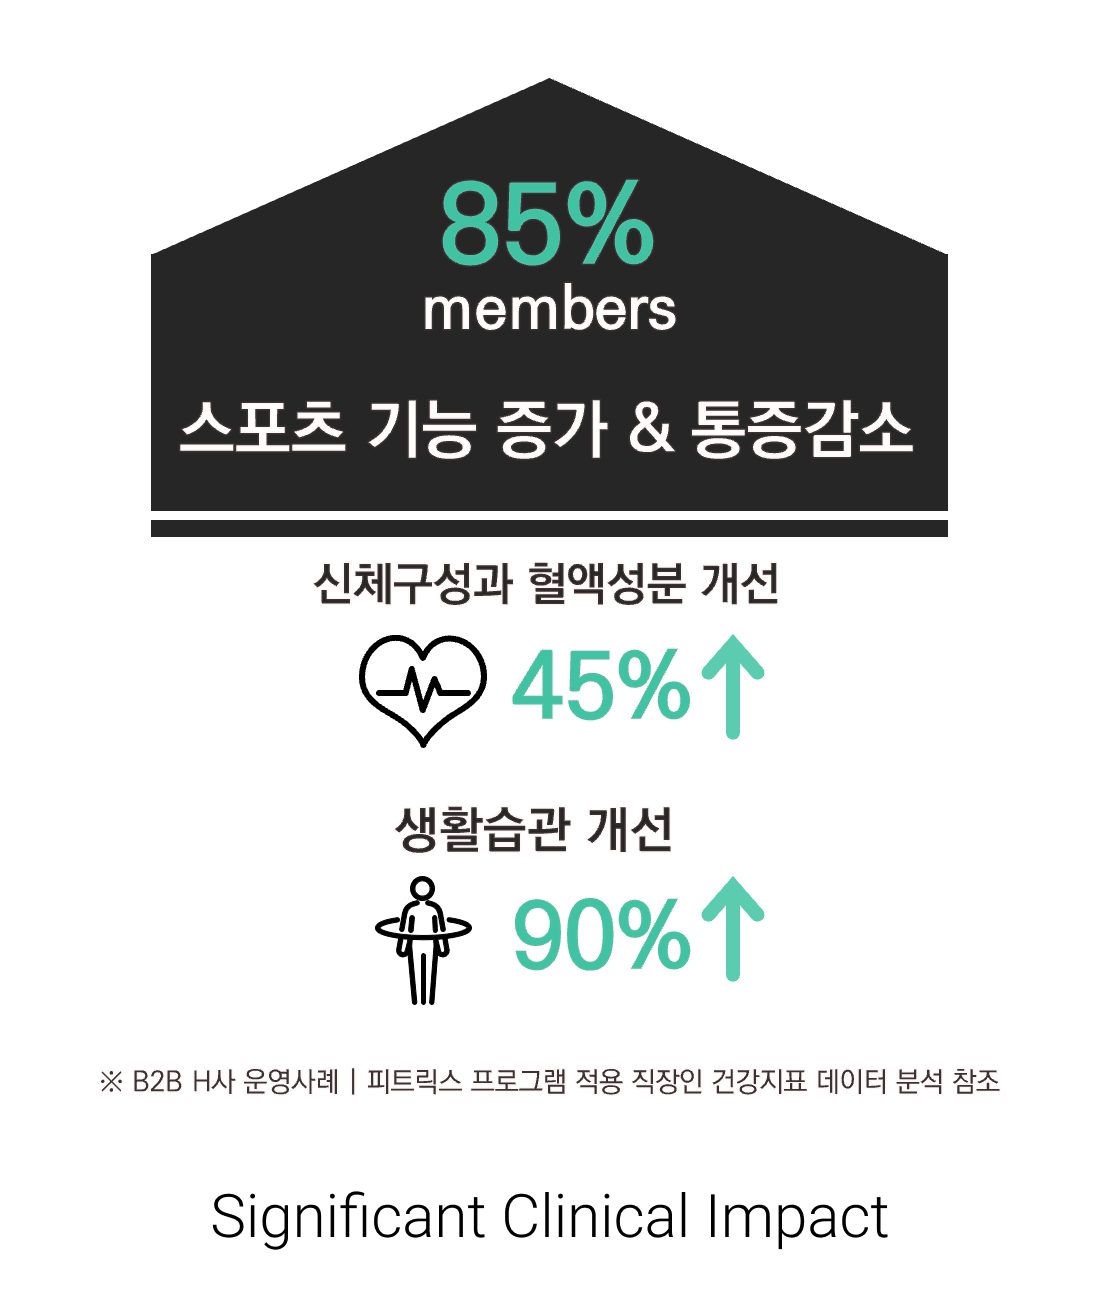 85%
members
스포츠 기능 증가 & 통증감소
신체구성과 혈액성분 개선
45%
생활습관 개선
90%
※ B2B H사 운영사례 | 피트릭스 프로그램 적용 직장인 건강지표 데이터 분석 참조
Significant Clinical Impact